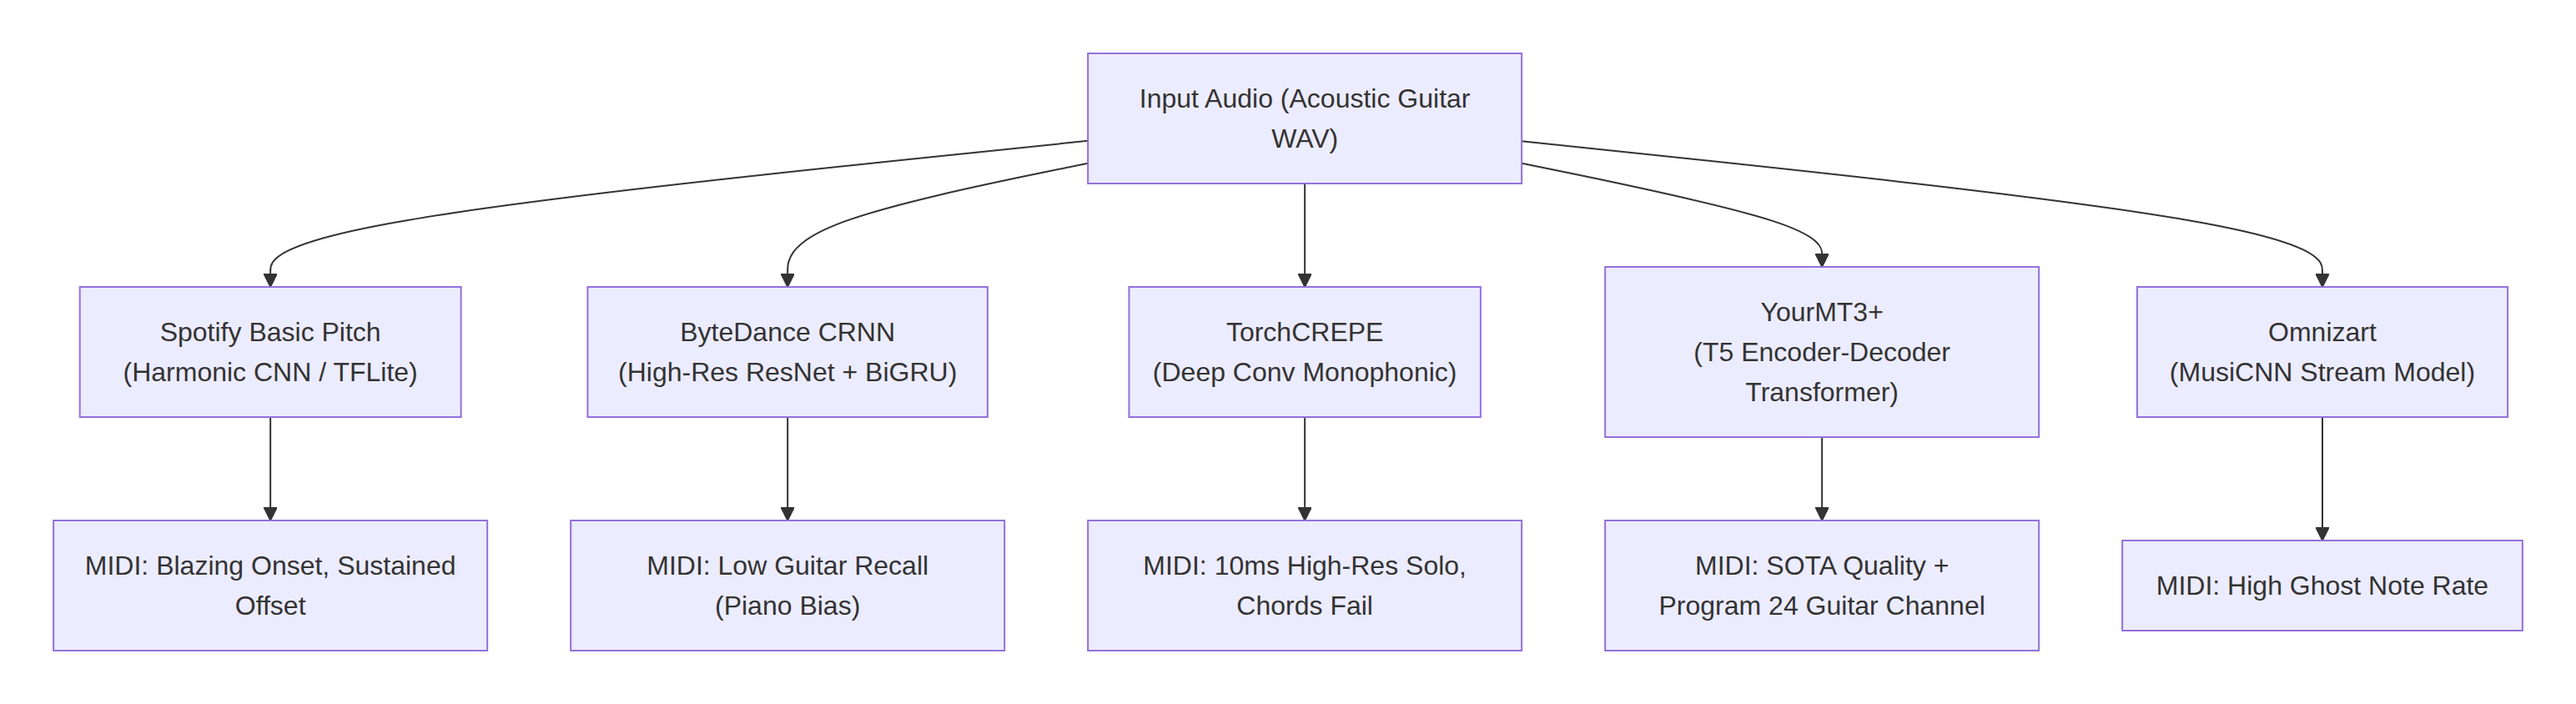 Input Audio (Acoustic Guitar
WAV)
Spotify Basic Pitch
(Harmonic CNN / TFLite)
ByteDance CRNN
(High-Res ResNet + BiGRU)
TorchCREPE
(Deep Conv Monophonic)
YourMT3+
(T5 Encoder-Decoder
Transformer)
Omnizart
(MusiCNN Stream Model)
MIDI: Blazing Onset, Sustained
Offset
MIDI: Low Guitar Recall
(Piano Bias)
MIDI: 10ms High-Res Solo,
Chords Fail
MIDI: SOTA Quality +
Program 24 Guitar Channel
MIDI: High Ghost Note Rate